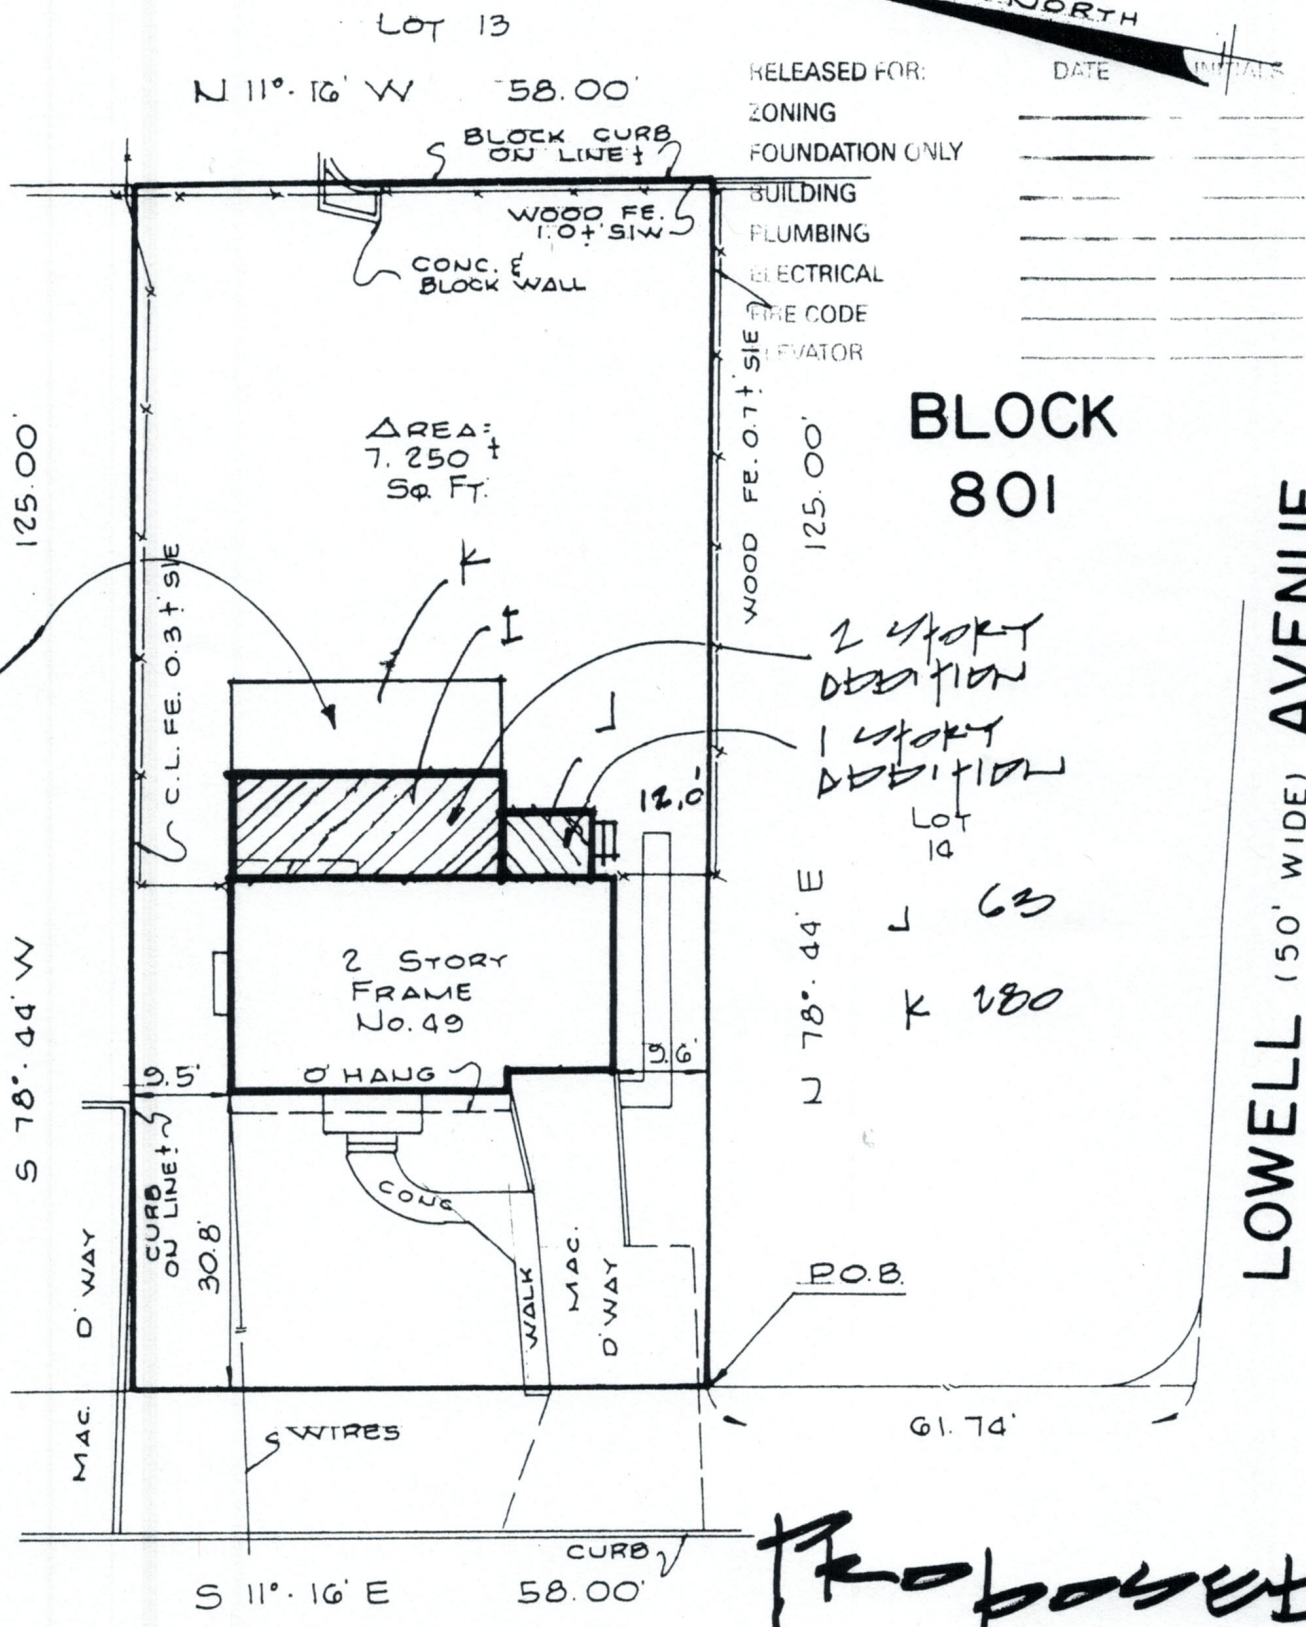 LOT 13
NORTH
N 11°. 16' W 58.00'
RELEASED FOR: DATE INITIALS
ZONING
FOUNDATION ONLY
BUILDING
PLUMBING
ELECTRICAL
FIRE CODE
ELEVATOR
BLOCK CURB
ON LINE±
WOOD FE.
1.0± SIW
CONC. &
BLOCK WALL
WOOD FE. 0.7± SIE
125.00'
125.00'
AREA:
7,250 ±
SQ. FT.
BLOCK
801
C.L. FE. 0.3± SIE
K
I
J
2 STORY
ADDITION
1 STORY
ADDITION
12.0'
LOT
14
J 63
K 280
LOWELL (50' WIDE) AVENUE
S 78°. 44' W
N 78°. 44' E
2 STORY
FRAME
No. 49
O'HANG
9.5'
9.6'
CURB
ON LINE±
30.8'
CONC
WALK
MAC.
D'WAY
MAC. D'WAY
P.O.B.
61.74'
WIRES
CURB
S 11°. 16' E 58.00'
PROPOSED